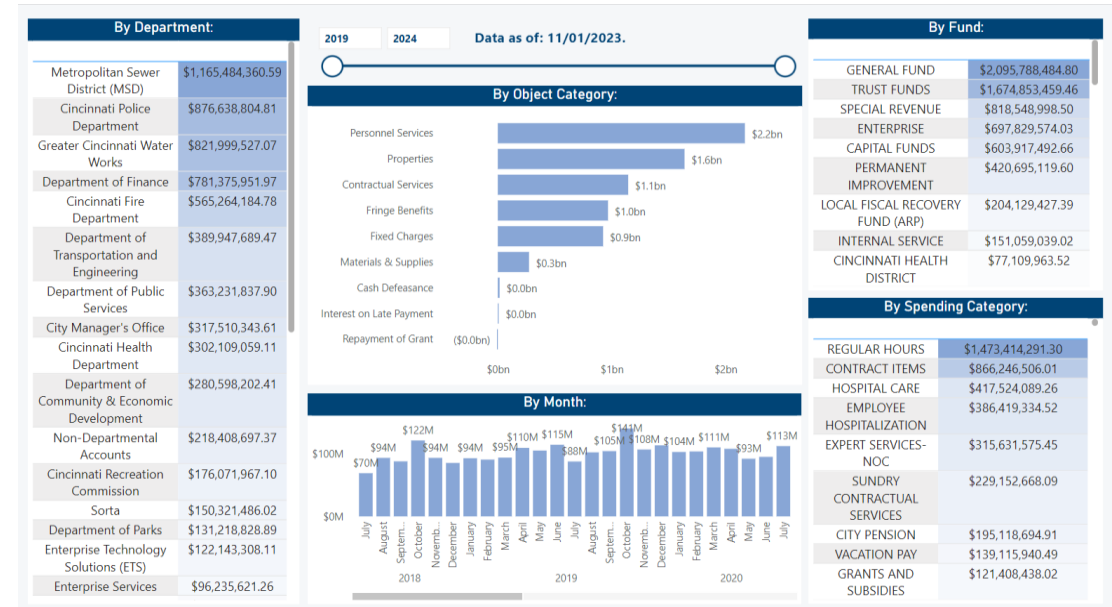 By Department:
Metropolitan Sewer
District (MSD)
$1,165,484,360.59
Cincinnati Police
Department
$876,638,804.81
Greater Cincinnati Water
Works
$821,999,527.07
Department of Finance
$781,375,951.97
Cincinnati Fire
Department
$565,264,184.78
Department of
Transportation and
Engineering
$389,947,689.47
Department of Public
Services
$363,231,837.90
City Manager's Office
$317,510,343.61
Cincinnati Health
Department
$302,109,059.11
Department of
Community & Economic
Development
$280,598,202.41
Non-Departmental
Accounts
$218,408,697.37
Cincinnati Recreation
Commission
$176,071,967.10
Sorta
$150,321,486.02
Department of Parks
$131,218,828.89
Enterprise Technology
Solutions (ETS)
$122,143,308.11
Enterprise Services
$96,235,621.26
2019
2024
Data as of: 11/01/2023.
By Object Category:
Personnel Services
$2.2bn
Properties
$1.6bn
Contractual Services
$1.1bn
Fringe Benefits
$1.0bn
Fixed Charges
$0.9bn
Materials & Supplies
$0.3bn
Cash Defeasance
$0.0bn
Interest on Late Payment
$0.0bn
Repayment of Grant
($0.0bn)
$0bn
$1bn
$2bn
By Month:
$100M
$0M
$70M
$94M
$122M
$94M
$94M
$95M
$110M
$115M
$88M
$105M
$141M
$108M
$104M
$111M
$93M
$113M
July
August
Septem...
October
Novemb...
December
January
February
March
April
May
June
July
August
Septem...
October
Novemb...
December
January
February
March
April
May
June
July
2018
2019
2020
By Fund:
GENERAL FUND
$2,095,788,484.80
TRUST FUNDS
$1,674,853,459.46
SPECIAL REVENUE
$818,548,998.50
ENTERPRISE
$697,829,574.03
CAPITAL FUNDS
$603,917,492.66
PERMANENT
IMPROVEMENT
$420,695,119.60
LOCAL FISCAL RECOVERY
FUND (ARP)
$204,129,427.39
INTERNAL SERVICE
$151,059,039.02
CINCINNATI HEALTH
DISTRICT
$77,109,963.52
By Spending Category:
REGULAR HOURS
$1,473,414,291.30
CONTRACT ITEMS
$866,246,506.01
HOSPITAL CARE
$417,524,089.26
EMPLOYEE
HOSPITALIZATION
$386,419,334.52
EXPERT SERVICES-
NOC
$315,631,575.45
SUNDRY
CONTRACTUAL
SERVICES
$229,152,668.09
CITY PENSION
$195,118,694.91
VACATION PAY
$139,115,940.49
GRANTS AND
SUBSIDIES
$121,408,438.02